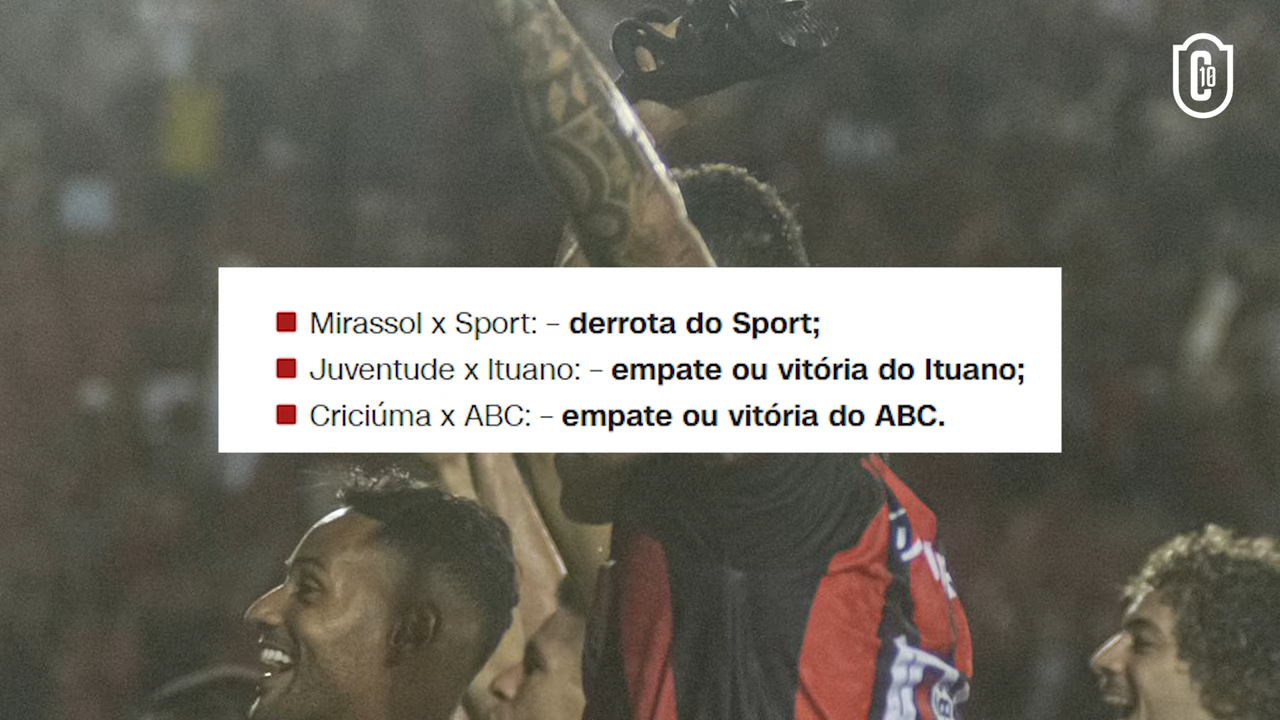 C10
Mirassol x Sport: – derrota do Sport;
Juventude x Ituano: – empate ou vitória do Ituano;
Criciúma x ABC: – empate ou vitória do ABC.